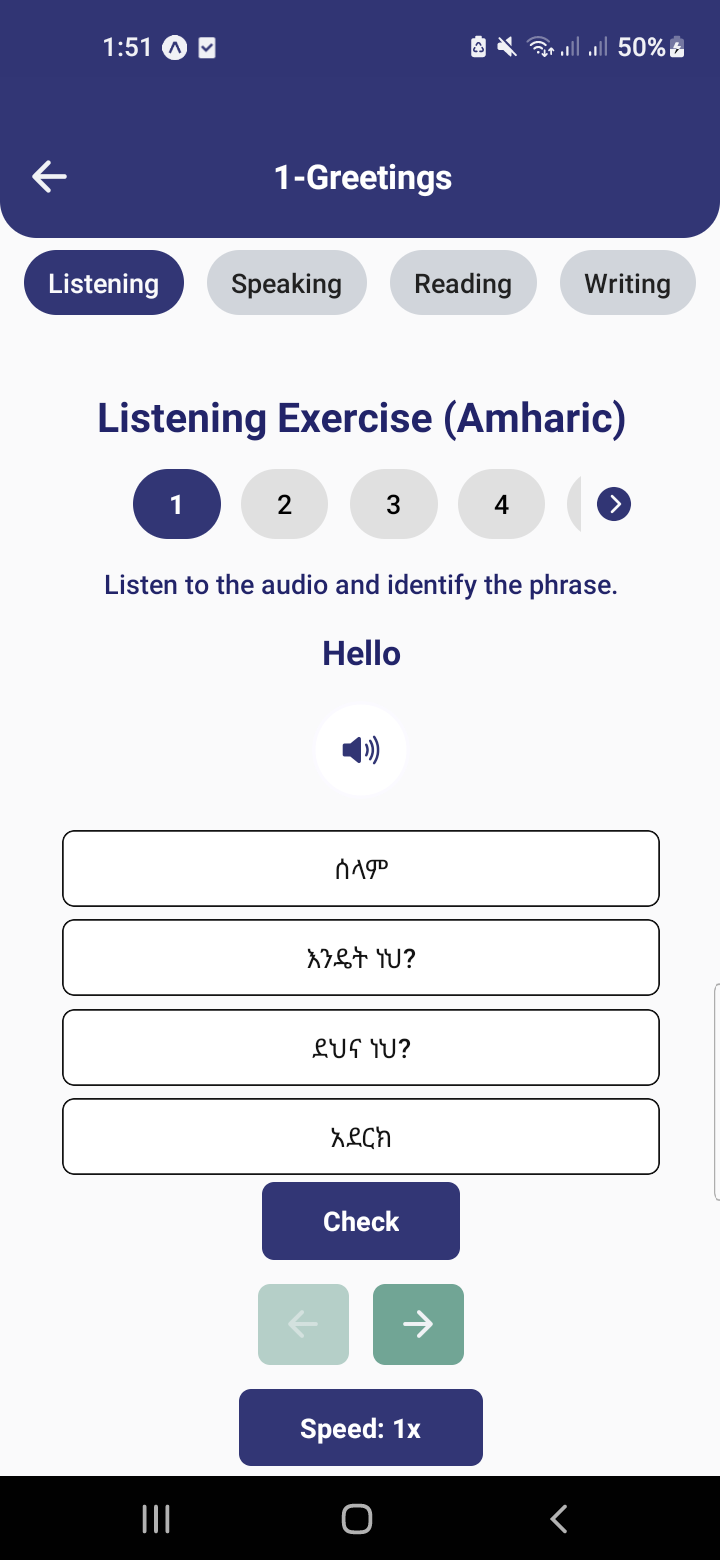 1:51
50%
1-Greetings
Listening Speaking Reading Writing
Listening Exercise (Amharic)
1 2 3 4
Listen to the audio and identify the phrase.
Hello
ሰላም
እንዴት ነህ?
ደህና ነህ?
አደርክ
Check
Speed: 1x